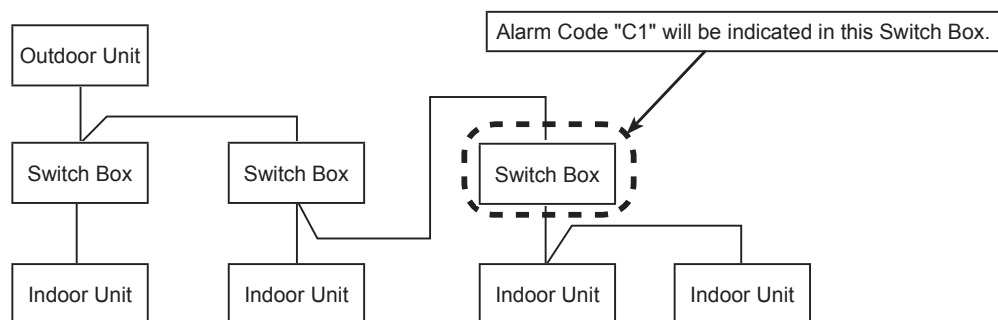 Alarm Code "C1" will be indicated in this Switch Box.
Outdoor Unit
Switch Box
Switch Box
Switch Box
Indoor Unit
Indoor Unit
Indoor Unit
Indoor Unit